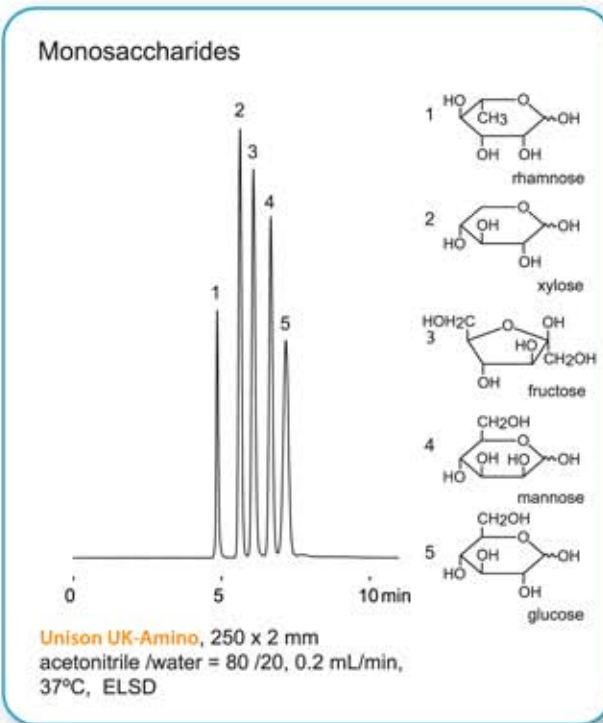 Monosaccharides
1
2
3
4
5
0
5
10 min
1
HO
O
CH3
OH
OH
OH
rhamnose
2
O
OH
OH
HO
OH
xylose
HOH2C
3
O
OH
HO
CH2OH
OH
fructose
CH2OH
4
O
OH
HO
OH
HO
mannose
CH2OH
5
O
OH
OH
HO
OH
glucose
Unison UK-Amino, 250 x 2 mm
acetonitrile /water = 80 /20, 0.2 mL/min,
37ºC, ELSD